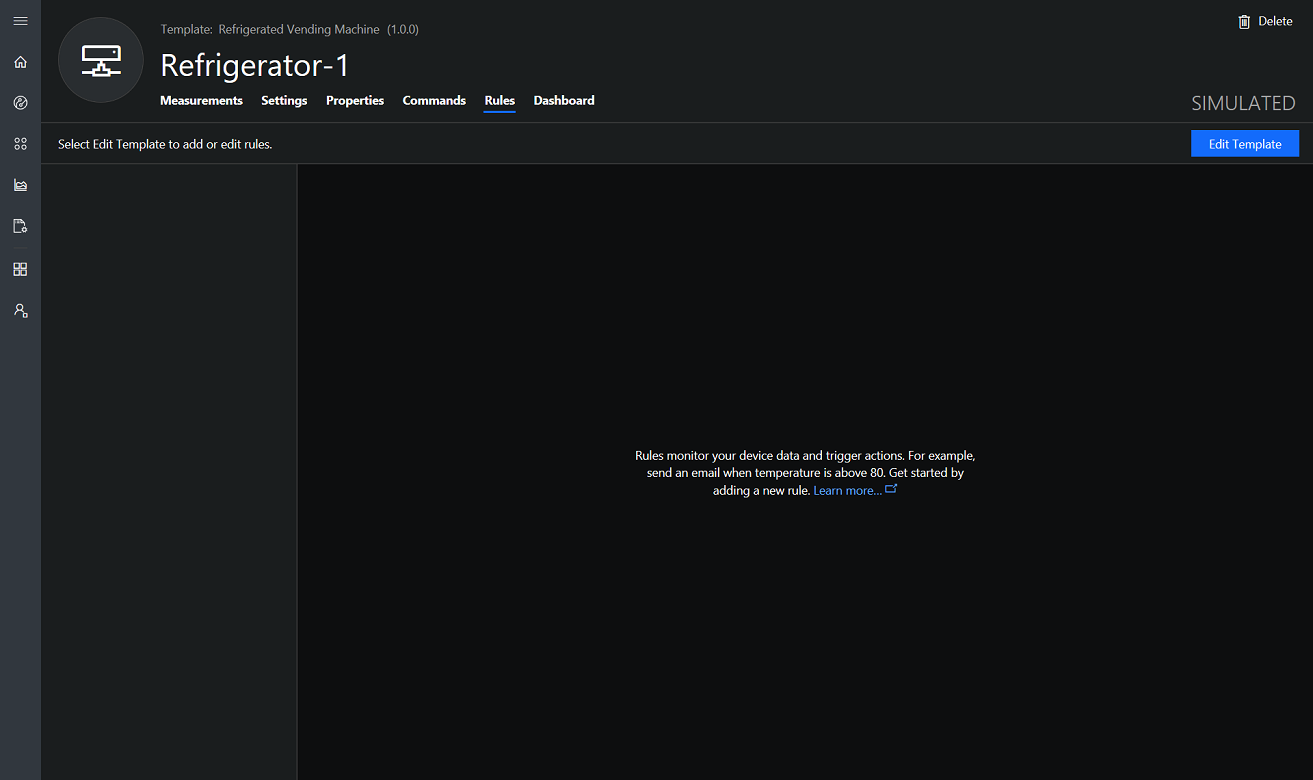 Template: Refrigerated Vending Machine (1.0.0)
Delete
Refrigerator-1
Measurements Settings Properties Commands Rules Dashboard
SIMULATED
Select Edit Template to add or edit rules.
Edit Template
Rules monitor your device data and trigger actions. For example,
send an email when temperature is above 80. Get started by
adding a new rule. Learn more...